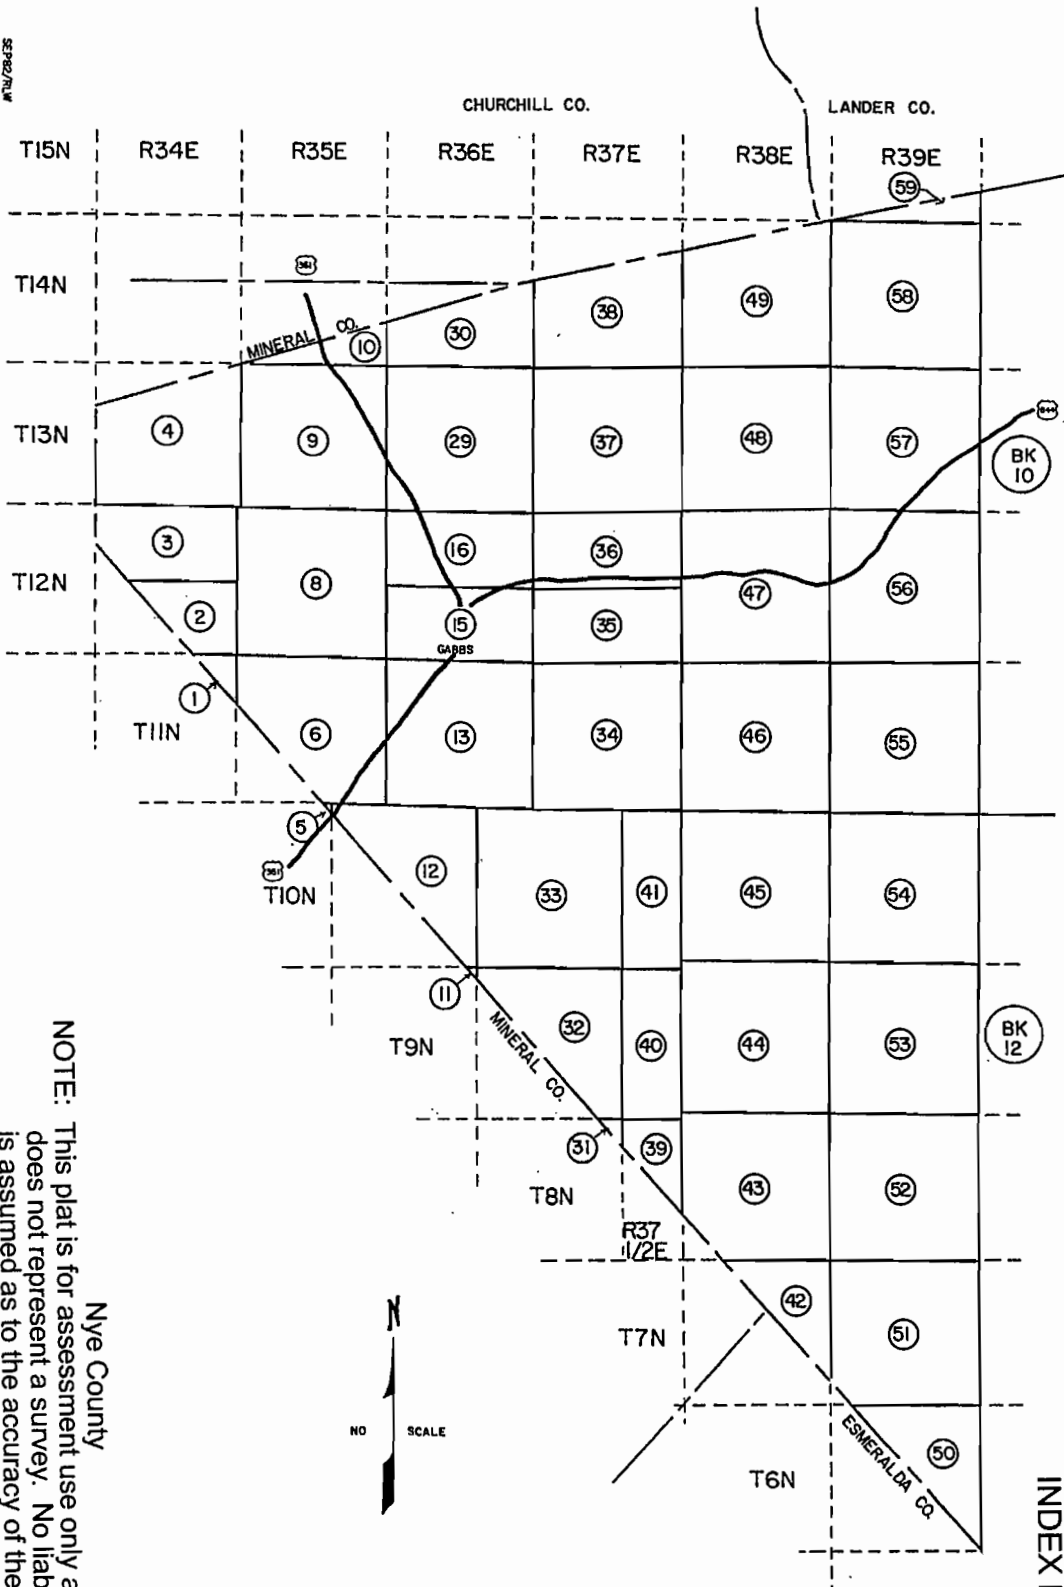 SEP82/RLW
CHURCHILL CO.
LANDER CO.
T15N
R34E
R35E
R36E
R37E
R38E
R39E
59
T14N
361
MINERAL CO.
10
30
38
49
58
T13N
4
9
29
37
48
57
844
BK
10
T12N
3
2
8
16
15
GABBS
36
35
47
56
1
T11N
6
13
34
46
55
5
361
T10N
12
33
41
45
54
11
T9N
MINERAL CO.
32
40
44
53
BK
12
31
T8N
39
43
52
R37
1/2E
T7N
42
51
N
NO SCALE
T6N
ESMERALDA CO.
50
Nye County
NOTE: This plat is for assessment use only a
does not represent a survey. No liab
is assumed as to the accuracy of the
INDEX